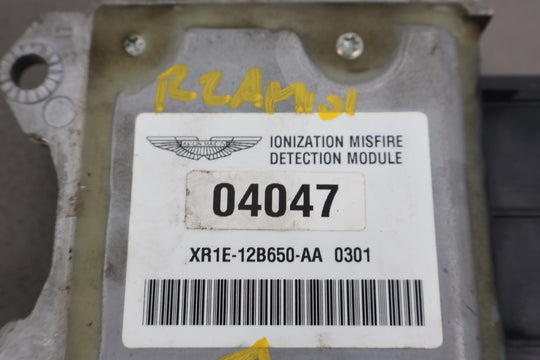 IONIZATION MISFIRE
DETECTION MODULE
04047
XR1E-12B650-AA 0301